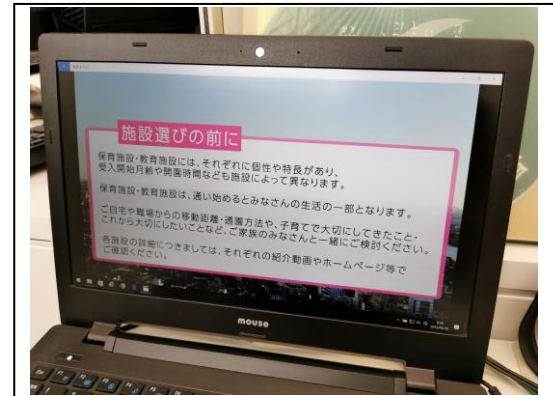 施設選びの前に
保育施設・教育施設には、それぞれに個性や特長があり、
受入開始月齢や開園時間なども施設によって異なります。
保育施設・教育施設は、通い始めるとみなさんの生活の一部となります。
ご自宅や職場からの移動距離・通園方法や、子育てで大切にしてきたこと・
これから大切にしたいことなど、ご家族のみなさんと一緒にご検討ください。
各施設の詳細につきましては、それぞれの紹介動画やホームページ等で
ご確認ください。
mouse